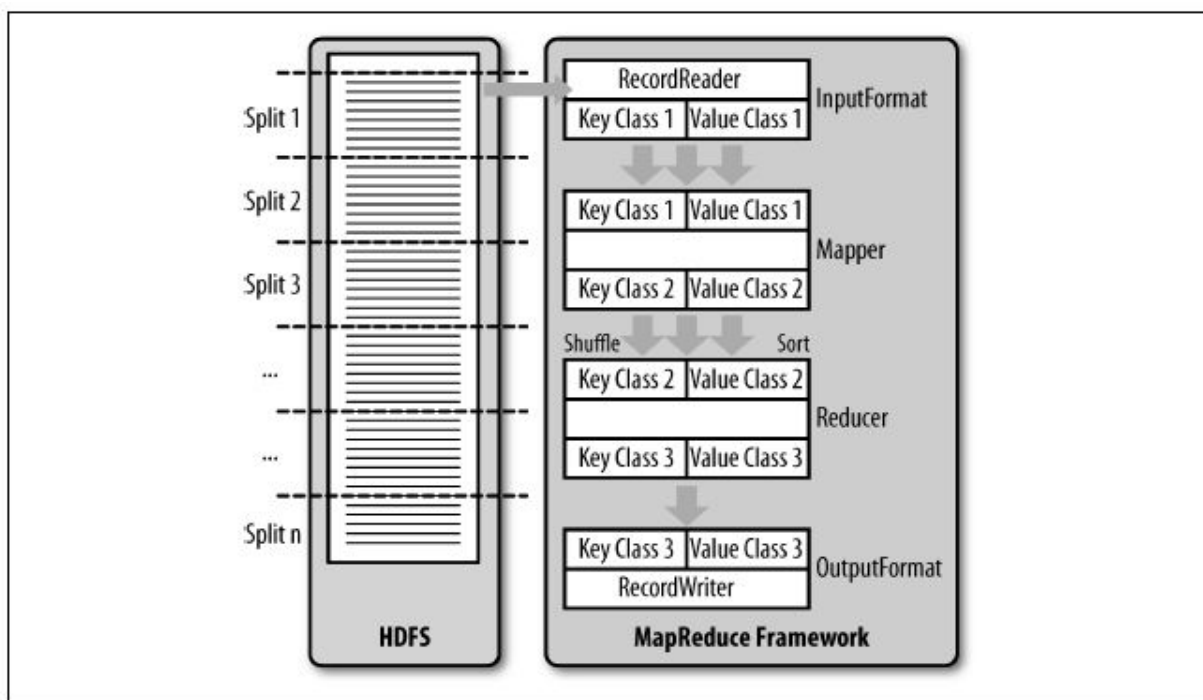 Split 1
Split 2
Split 3
...
...
Split n
HDFS
RecordReader
Key Class 1 Value Class 1
InputFormat
Key Class 1 Value Class 1
Mapper
Key Class 2 Value Class 2
Shuffle Sort
Key Class 2 Value Class 2
Reducer
Key Class 3 Value Class 3
Key Class 3 Value Class 3
OutputFormat
RecordWriter
MapReduce Framework